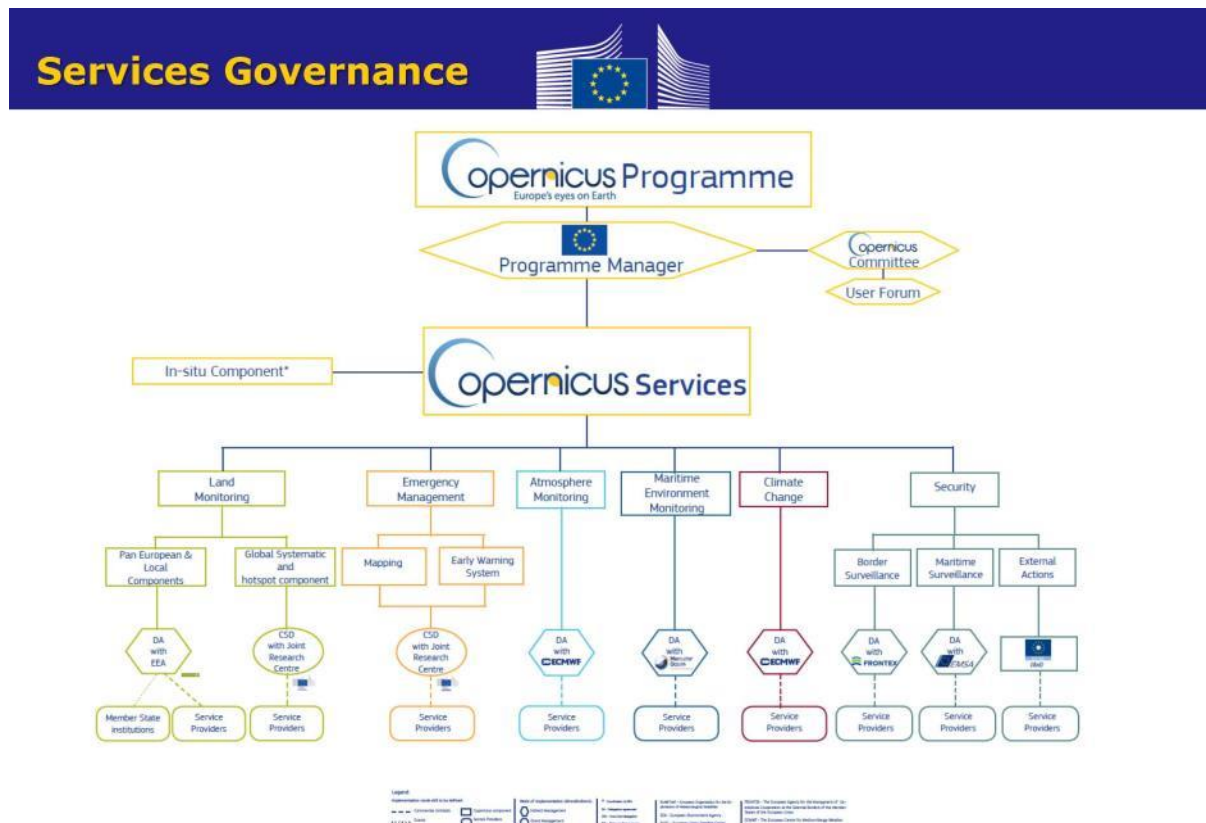 Services Governance
Copernicus Programme
Europe's eyes on Earth
Programme Manager
Copernicus
Committee
User Forum
In-situ Component*
Copernicus Services
Land
Monitoring
Emergency
Management
Atmosphere
Monitoring
Maritime
Environment
Monitoring
Climate
Change
Security
Pan European &
Local
Components
Global Systematic
and
hotspot component
Mapping
Early Warning
System
Border
Surveillance
Maritime
Surveillance
External
Actions
DA
with
EEA
CSD
with Joint
Research
Centre
CSD
with Joint
Research
Centre
DA
with
ECMWF
DA
with
Mercator
Océan
DA
with
ECMWF
DA
with
FRONTEX
DA
with
EMSA
Member State
Institutions
Service
Providers
Service
Providers
Service
Providers
Service
Providers
Service
Providers
Service
Providers
Service
Providers
Service
Providers
Service
Providers
Legend: